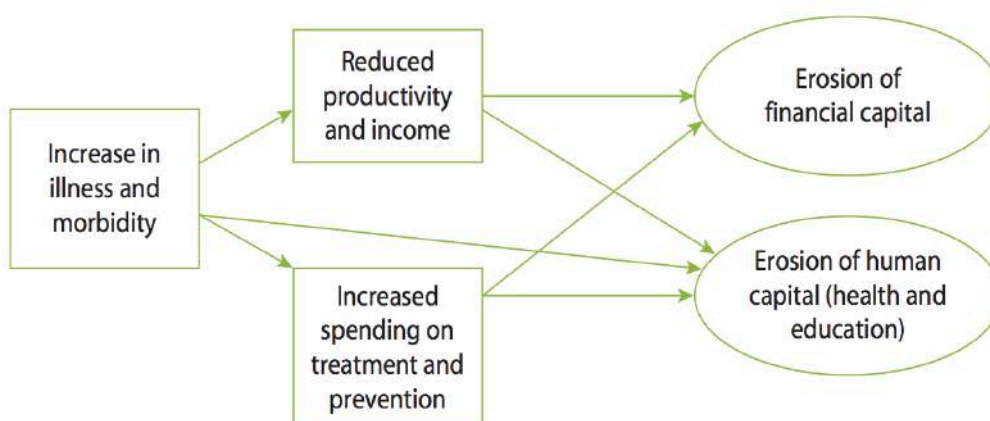 Increase in
illness and
morbidity
Reduced
productivity
and income
Increased
spending on
treatment and
prevention
Erosion of
financial capital
Erosion of human
capital (health and
education)